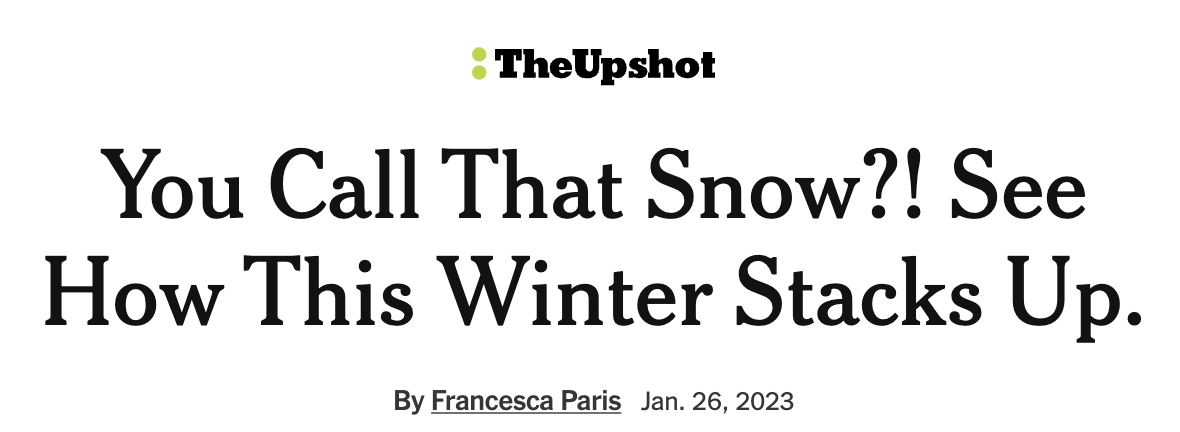 TheUpshot
You Call That Snow?! See
How This Winter Stacks Up.
By Francesca Paris Jan. 26, 2023